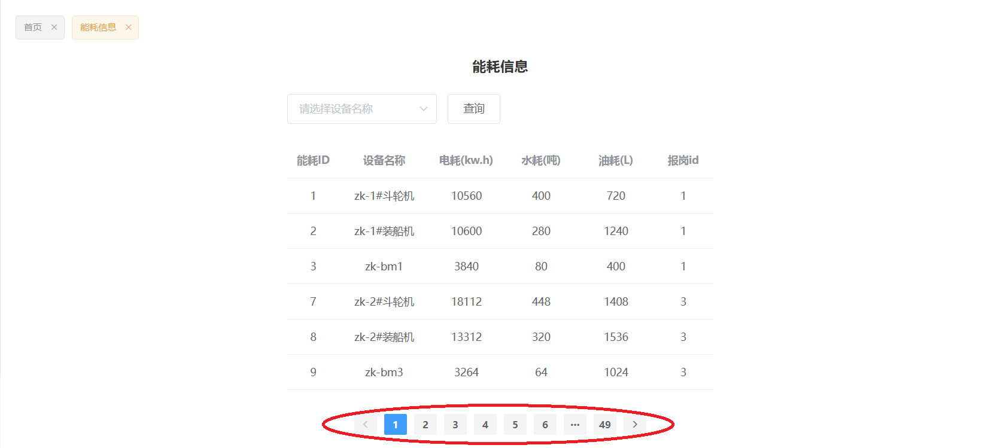 首页 × 能耗信息 ×
能耗信息
请选择设备名称 查询
能耗ID 设备名称 电耗(kw.h) 水耗(吨) 油耗(L) 报岗id
1 zk-1#斗轮机 10560 400 720 1
2 zk-1#装船机 10600 280 1240 1
3 zk-bm1 3840 80 400 1
7 zk-2#斗轮机 18112 448 1408 3
8 zk-2#装船机 13312 320 1536 3
9 zk-bm3 3264 64 1024 3
< 1 2 3 4 5 6 ··· 49 >